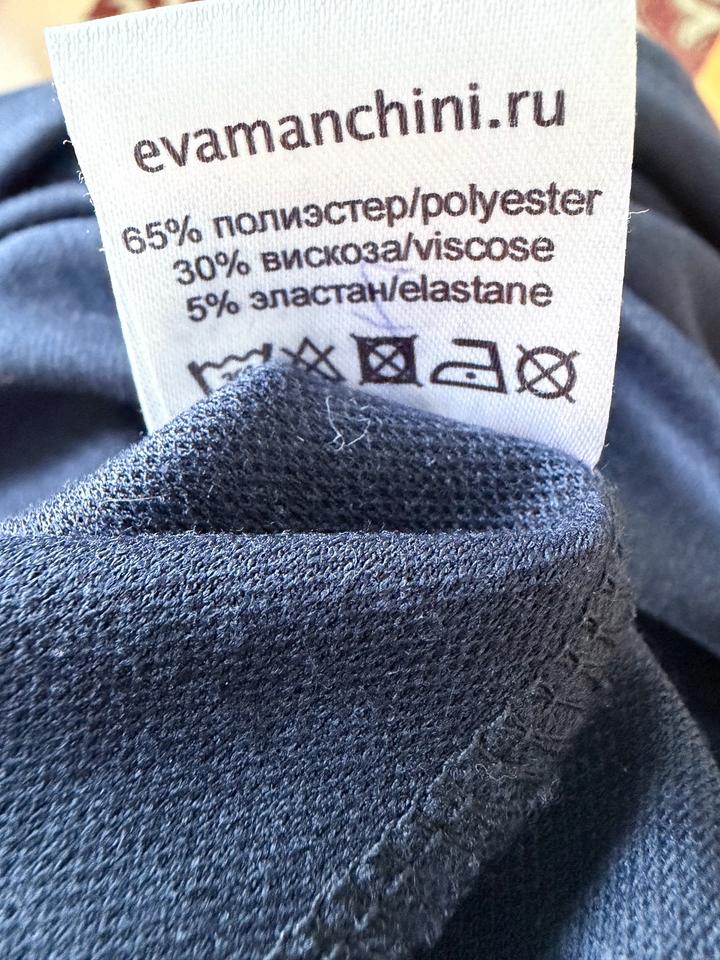 evamanchini.ru
65% полиэстер/polyester
30% вискоза/viscose
5% эластан/elastane